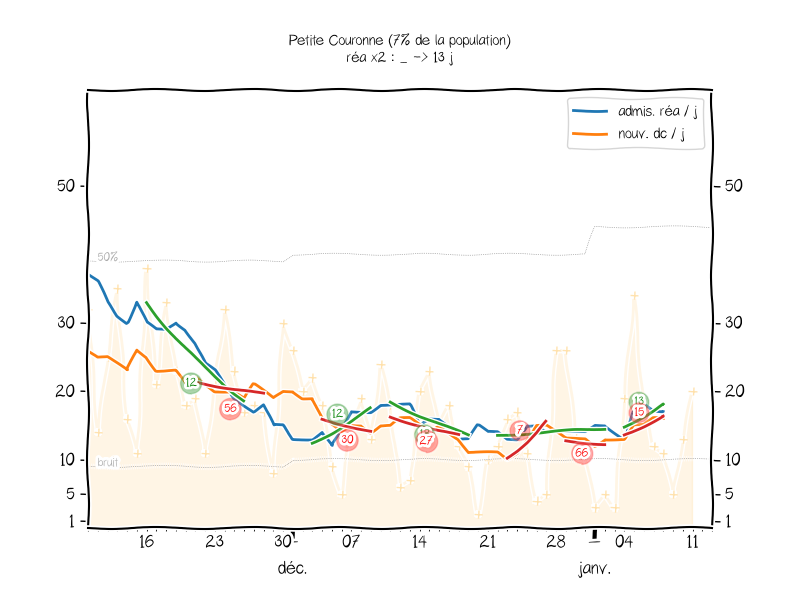 Petite Couronne (7% de la population)
réa x2 : _ -> 13 j
admis. réa / j
nouv. dc / j
50 50
50%
30 30
20 20
12 56 12 30 27 7 66 13 15
bruit
10 10
5 5
1 1
16 23 30 07 14 21 28 04 11
déc. janv.